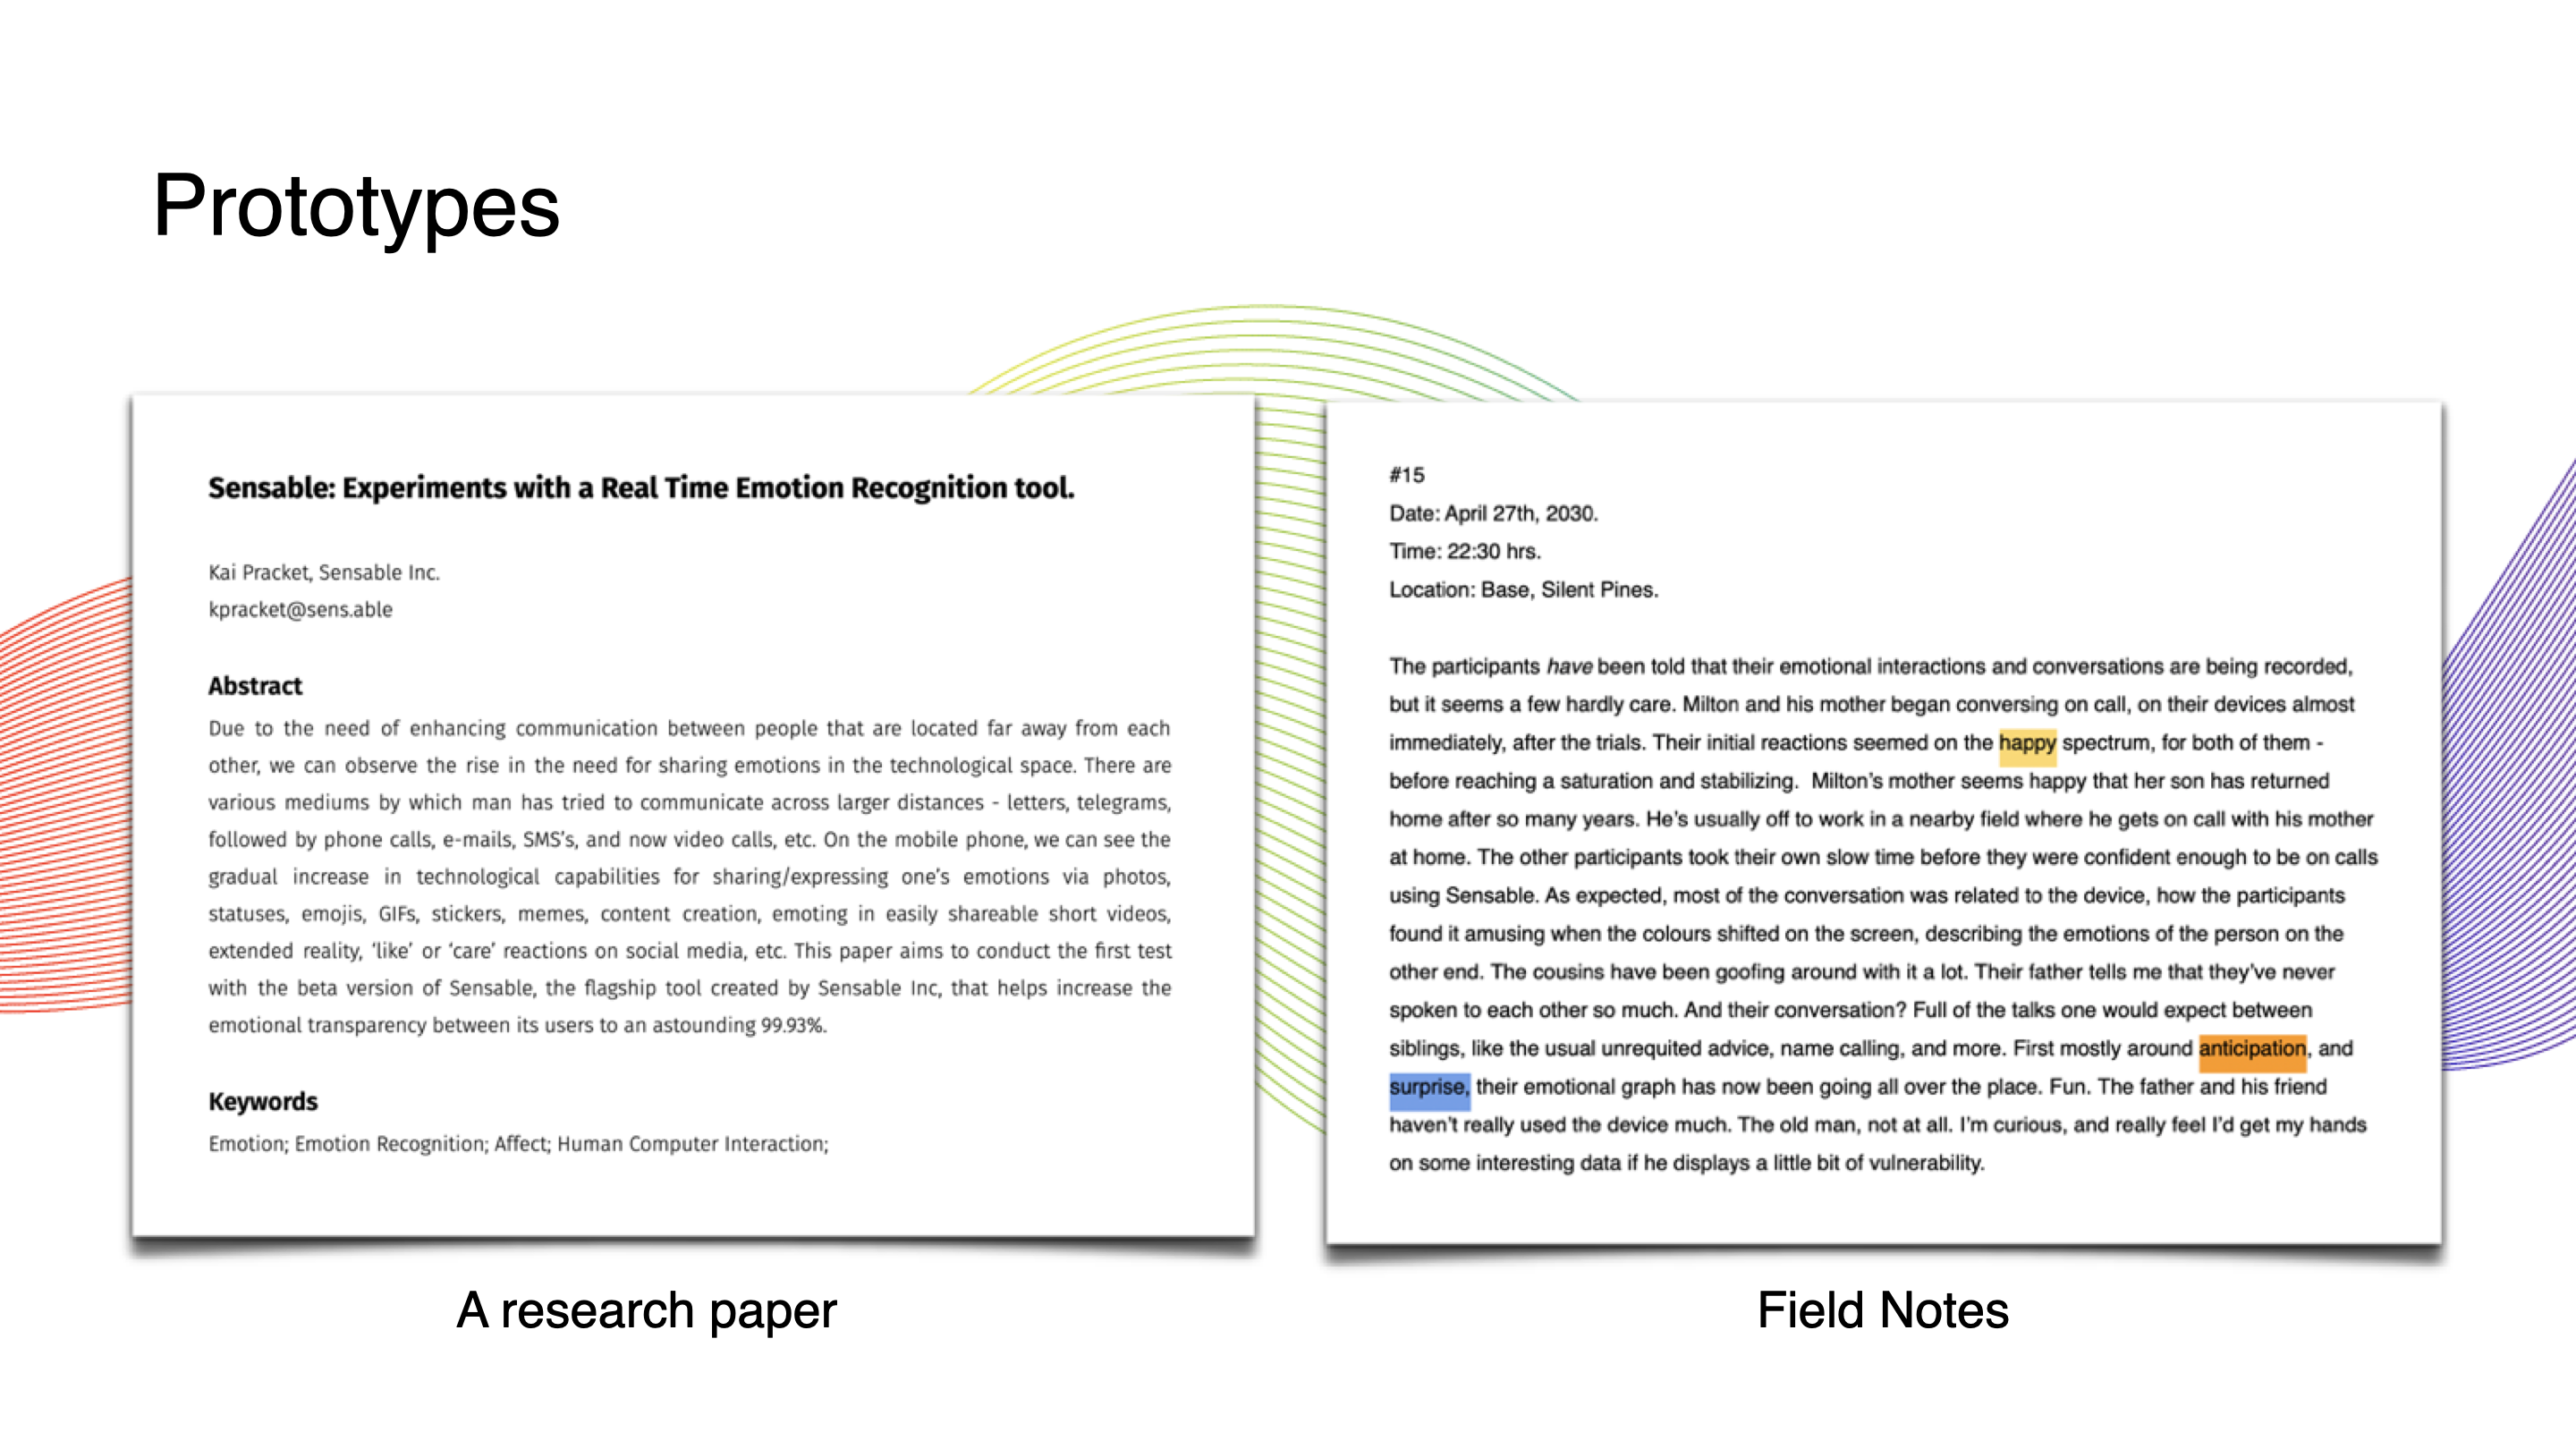 Prototypes
Sensable: Experiments with a Real Time Emotion Recognition tool.
Kai Pracket, Sensable Inc.
kpracket@sens.able
Abstract
Due to the need of enhancing communication between people that are located far away from each
other, we can observe the rise in the need for sharing emotions in the technological space. There are
various mediums by which man has tried to communicate across larger distances - letters, telegrams,
followed by phone calls, e-mails, SMS's, and now video calls, etc. On the mobile phone, we can see the
gradual increase in technological capabilities for sharing/expressing one's emotions via photos,
statuses, emojis, GIFs, stickers, memes, content creation, emoting in easily shareable short videos,
extended reality, 'like' or 'care' reactions on social media, etc. This paper aims to conduct the first test
with the beta version of Sensable, the flagship tool created by Sensable Inc, that helps increase the
emotional transparency between its users to an astounding 99.93%.
Keywords
Emotion; Emotion Recognition; Affect; Human Computer Interaction;
A research paper
#15
Date: April 27th, 2030.
Time: 22:30 hrs.
Location: Base, Silent Pines.
The participants have been told that their emotional interactions and conversations are being recorded,
but it seems a few hardly care. Milton and his mother began conversing on call, on their devices almost
immediately, after the trials. Their initial reactions seemed on the happy spectrum, for both of them -
before reaching a saturation and stabilizing.  Milton's mother seems happy that her son has returned
home after so many years. He's usually off to work in a nearby field where he gets on call with his mother
at home. The other participants took their own slow time before they were confident enough to be on calls
using Sensable. As expected, most of the conversation was related to the device, how the participants
found it amusing when the colours shifted on the screen, describing the emotions of the person on the
other end. The cousins have been goofing around with it a lot. Their father tells me that they've never
spoken to each other so much. And their conversation? Full of the talks one would expect between
siblings, like the usual unrequited advice, name calling, and more. First mostly around anticipation, and
surprise, their emotional graph has now been going all over the place. Fun. The father and his friend
haven't really used the device much. The old man, not at all. I'm curious, and really feel I'd get my hands
on some interesting data if he displays a little bit of vulnerability.
Field Notes